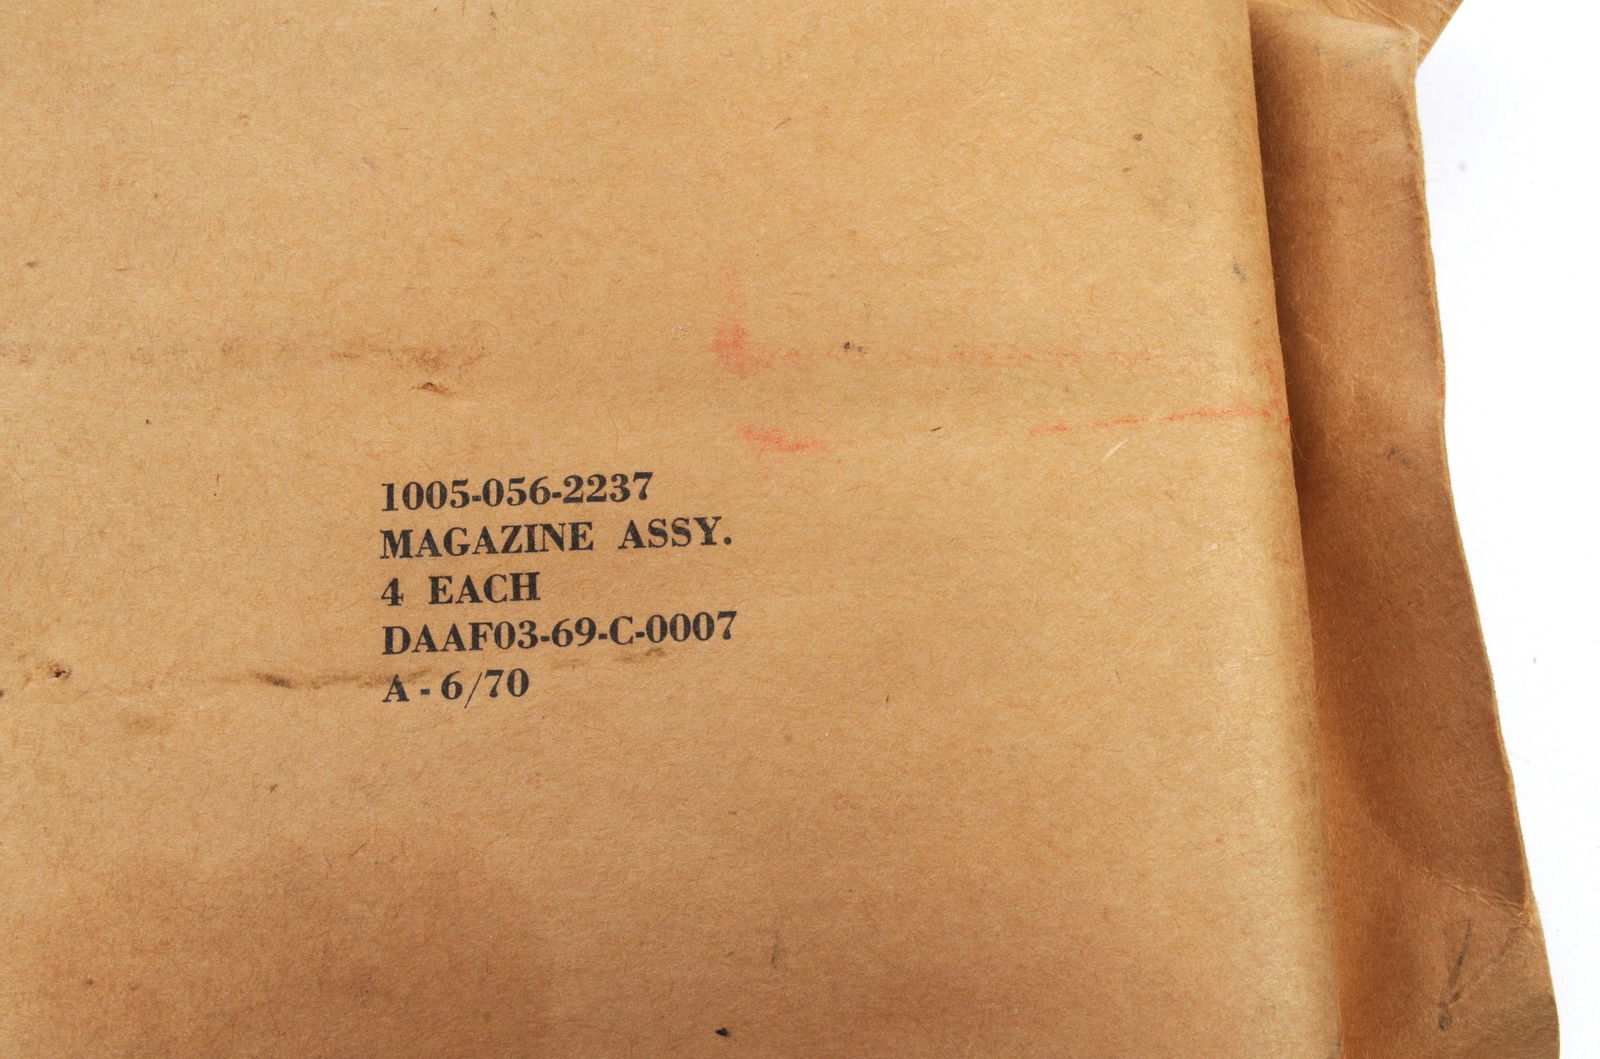 1005-056-2237
MAGAZINE ASSY.
4 EACH
DAAF03-69-C-0007
A - 6/70